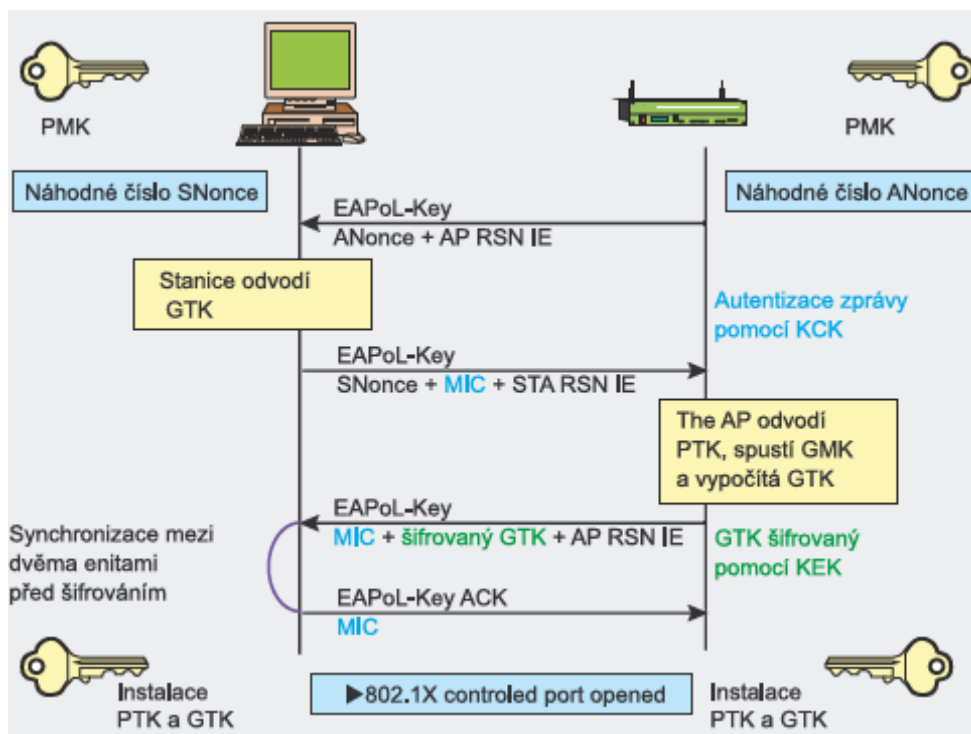 PMK
PMK
Náhodné číslo SNonce
Náhodné číslo ANonce
EAPoL-Key
ANonce + AP RSN IE
Stanice odvodí
GTK
Autentizace zprávy
pomocí KCK
EAPoL-Key
SNonce + MIC + STA RSN IE
The AP odvodí
PTK, spustí GMK
a vypočítá GTK
EAPoL-Key
MIC + šifrovaný GTK + AP RSN IE
Synchronizace mezi
dvěma enitami
před šifrováním
GTK šifrovaný
pomocí KEK
EAPoL-Key ACK
MIC
Instalace
PTK a GTK
▶802.1X controled port opened
Instalace
PTK a GTK